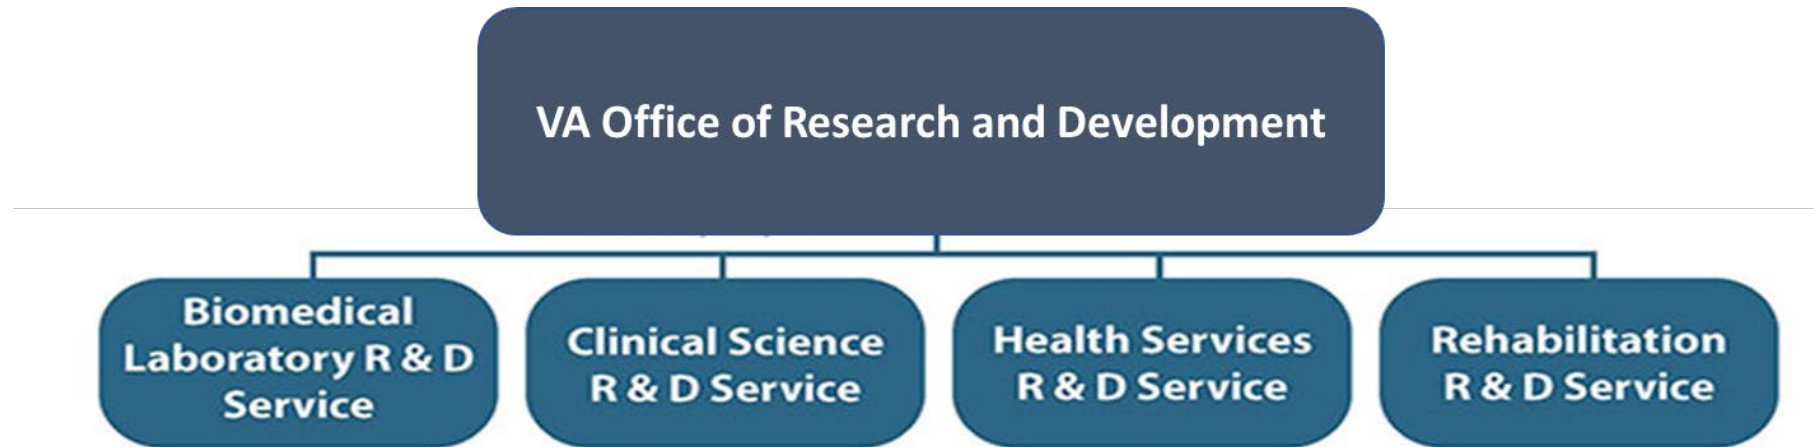 VA Office of Research and Development
Biomedical
Laboratory R & D
Service
Clinical Science
R & D Service
Health Services
R & D Service
Rehabilitation
R & D Service